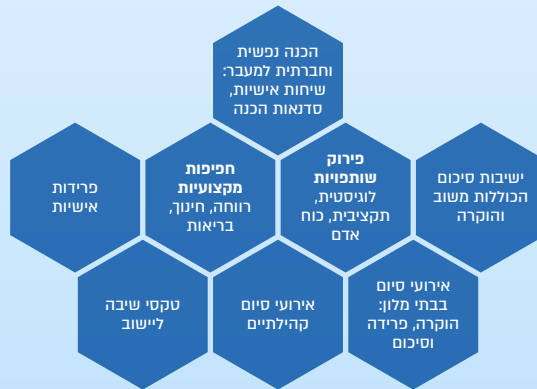 הכנה נפשית
וחברתית למעבר:
שיחות אישיות,
סדנאות הכנה
ישיבות סיכום
הכוללות משוב
והוקרה
פירוק
שותפויות
לוגיסטית,
תקציבית, כוח
אדם
חפיפות
מקצועיות
רווחה, חינוך,
בריאות
פרידות
אישיות
אירועי סיום
בבתי מלון:
הוקרה, פרידה
וסיכום
אירועי סיום
קהילתיים
טקסי שיבה
ליישוב